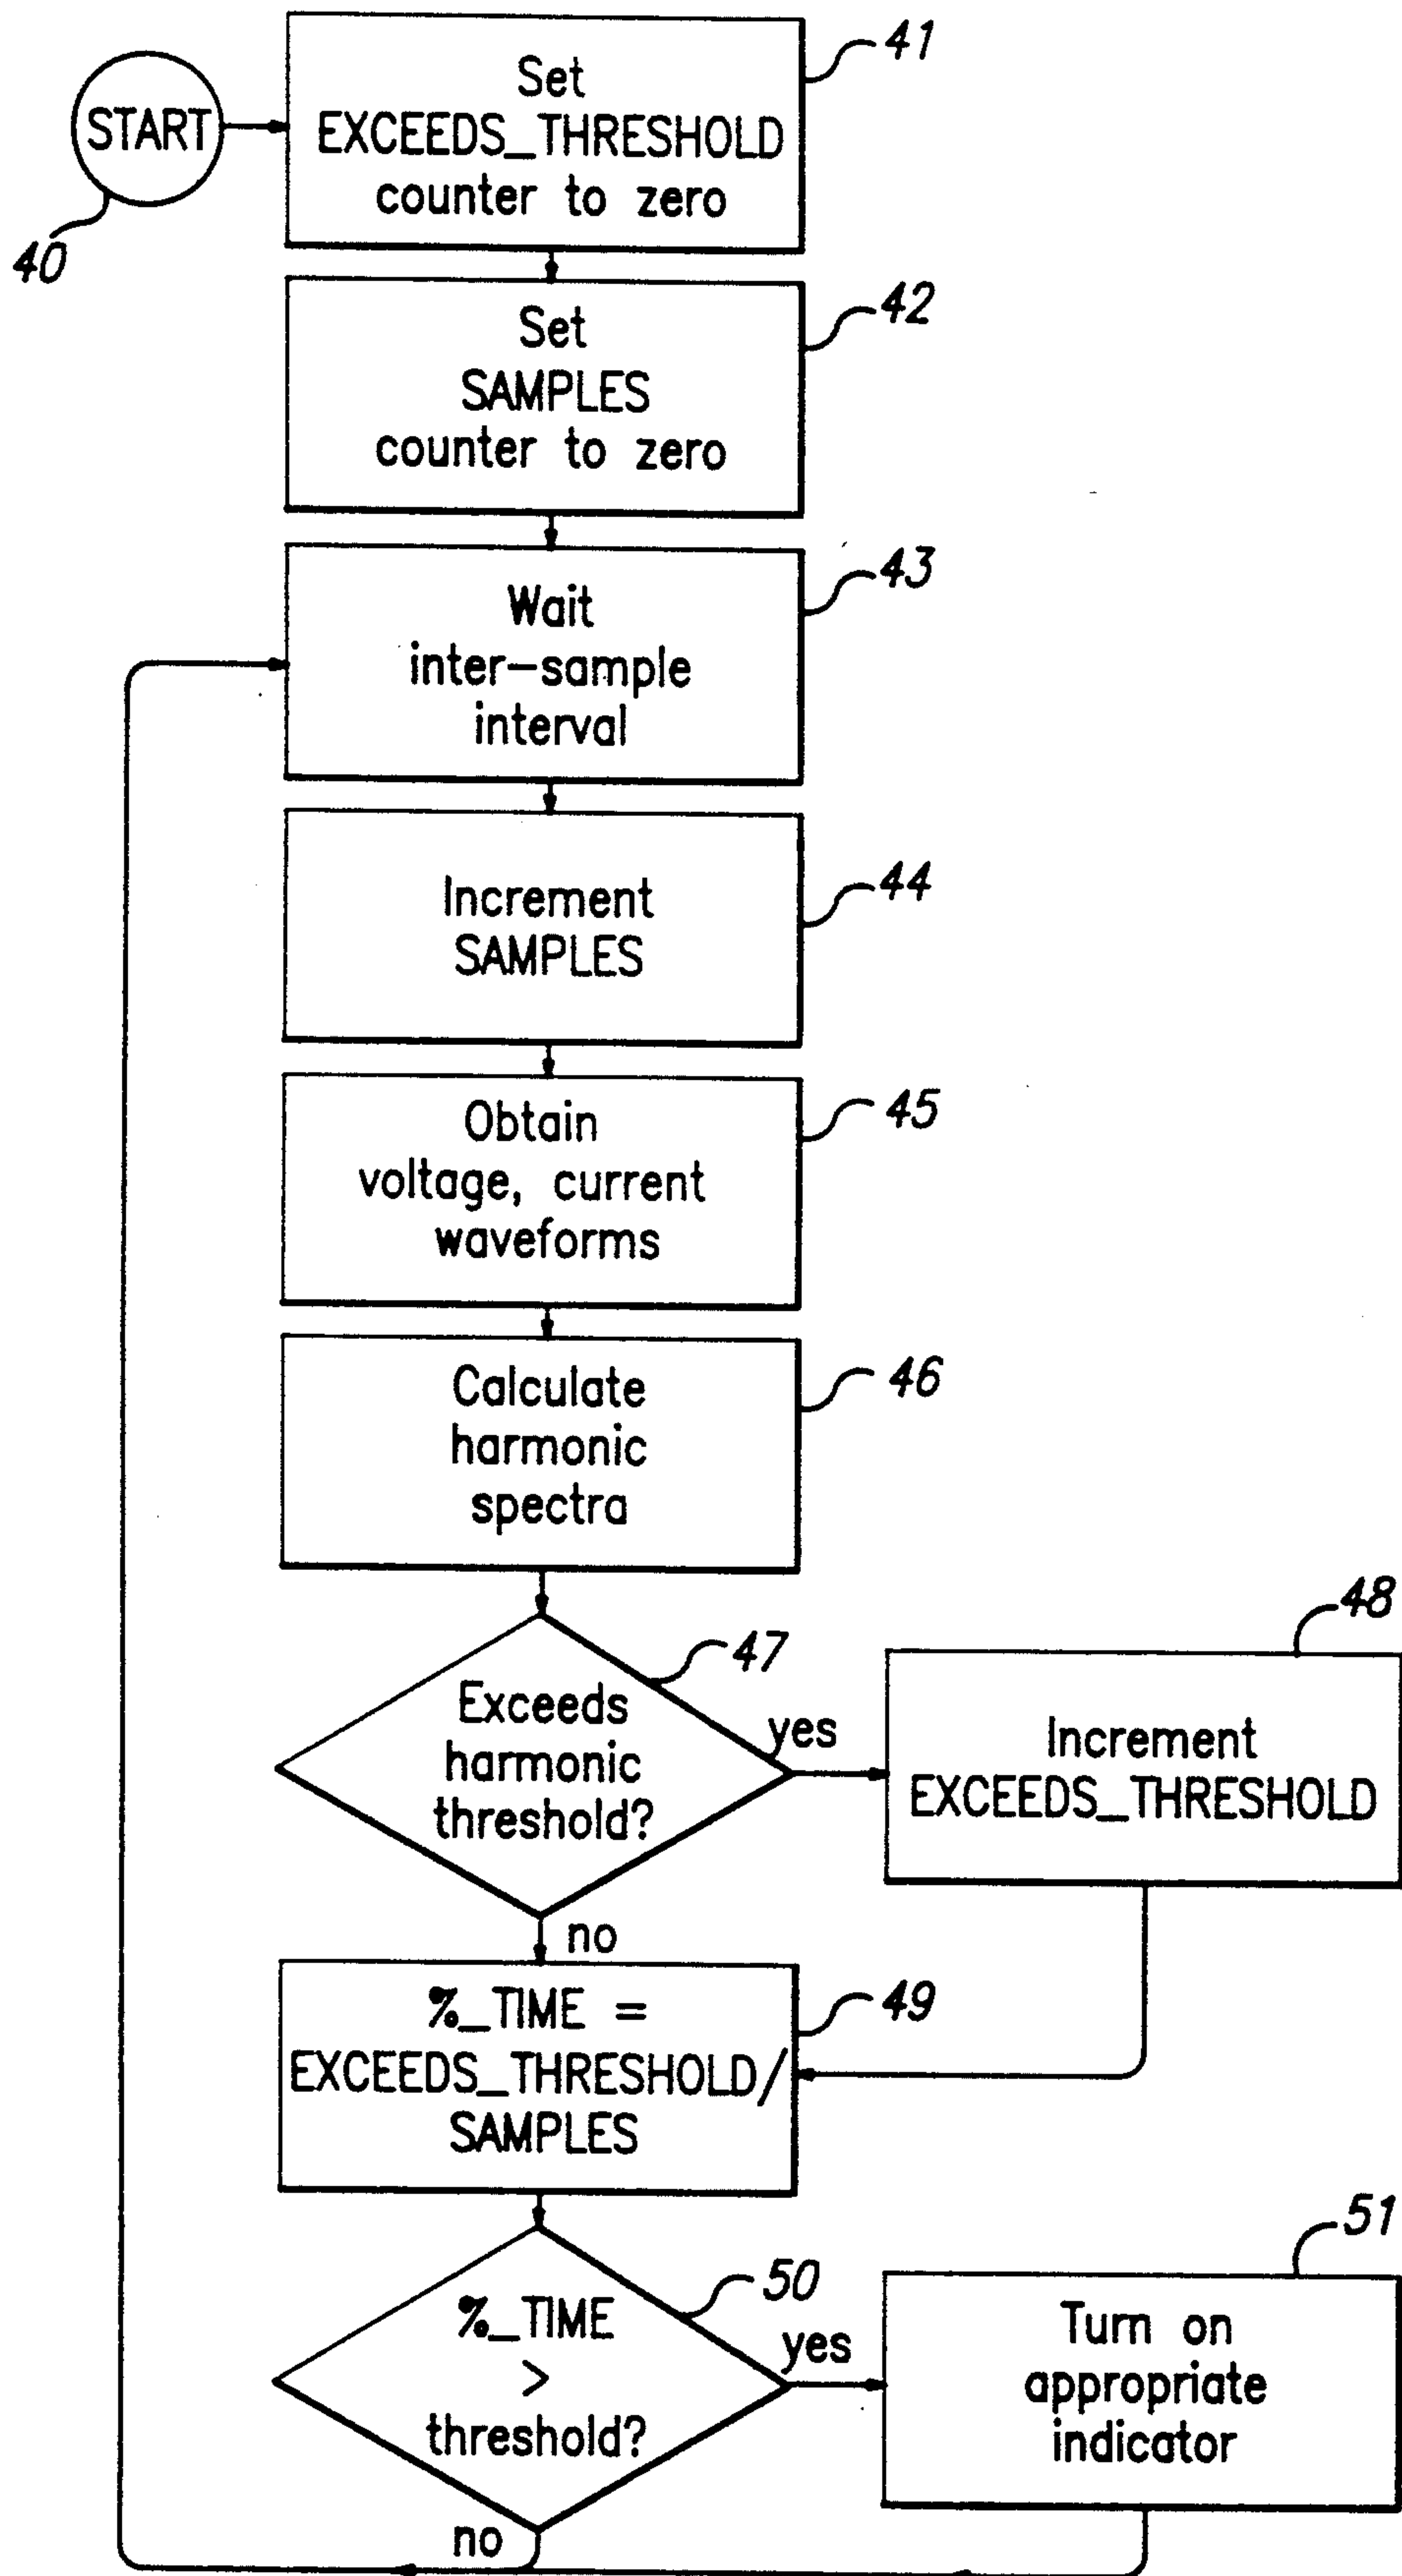 START
40
Set
EXCEEDS_THRESHOLD
counter to zero
41
Set
SAMPLES
counter to zero
42
Wait
inter-sample
interval
43
Increment
SAMPLES
44
Obtain
voltage, current
waveforms
45
Calculate
harmonic
spectra
46
Exceeds
harmonic
threshold?
47
yes
Increment
EXCEEDS_THRESHOLD
48
no
%_TIME =
EXCEEDS_THRESHOLD/
SAMPLES
49
%_TIME
>
threshold?
50
yes
Turn on
appropriate
indicator
51
no